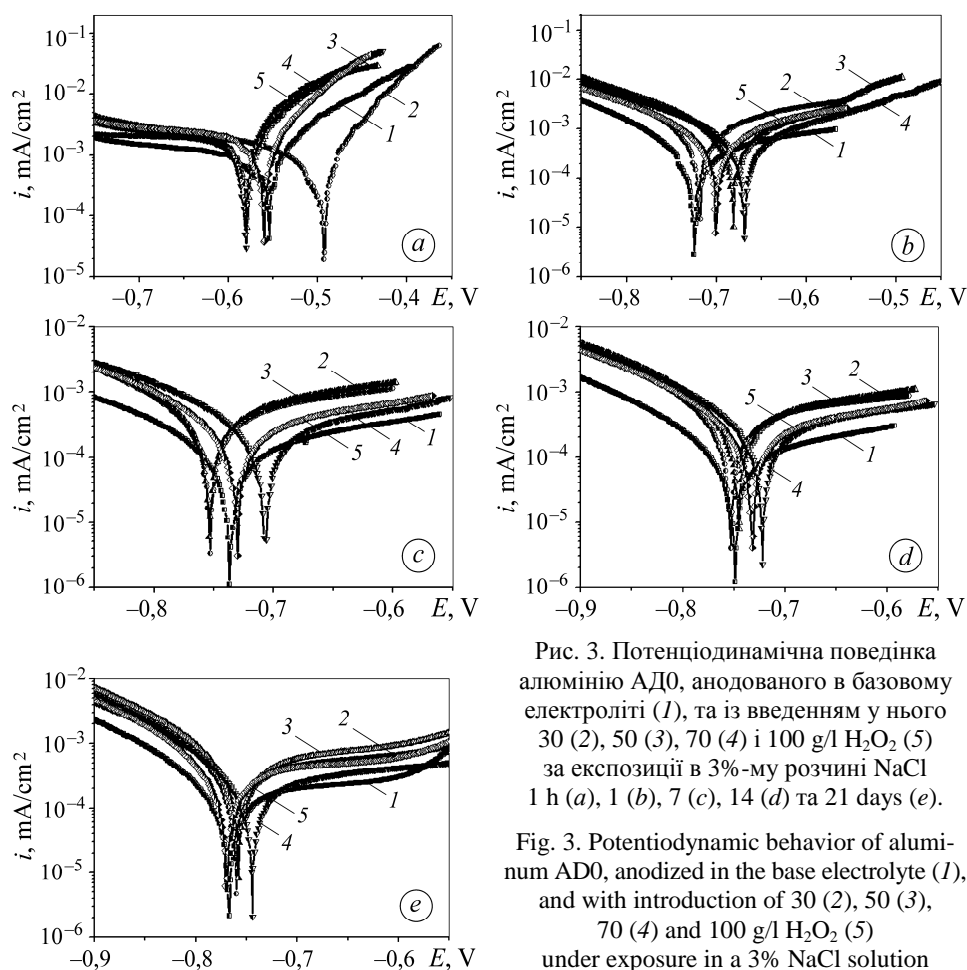 10⁻¹
10⁻²
10⁻³
10⁻⁴
10⁻⁵
i, mA/cm²
3
4
5
1
2
a
–0,7 –0,6 –0,5 –0,4 E, V
10⁻¹
10⁻²
10⁻³
10⁻⁴
10⁻⁵
10⁻⁶
i, mA/cm²
2
3
5
4
1
b
–0,8 –0,7 –0,6 –0,5 E, V
10⁻²
10⁻³
10⁻⁴
10⁻⁵
10⁻⁶
i, mA/cm²
3
2
5
4
1
c
–0,8 –0,7 –0,6 E, V
10⁻²
10⁻³
10⁻⁴
10⁻⁵
10⁻⁶
i, mA/cm²
5
3
2
4
1
d
–0,9 –0,8 –0,7 –0,6 E, V
10⁻²
10⁻³
10⁻⁴
10⁻⁵
10⁻⁶
i, mA/cm²
3
2
5
4
1
e
–0,9 –0,8 –0,7 –0,6 E, V
Рис. 3. Потенціодинамічна поведінка
алюмінію АД0, анодованого в базовому
електроліті (1), та із введенням у нього
30 (2), 50 (3), 70 (4) і 100 g/l H₂O₂ (5)
за експозиції в 3%-му розчині NaCl
1 h (a), 1 (b), 7 (c), 14 (d) та 21 days (e).
Fig. 3. Potentiodynamic behavior of alumi-
num AD0, anodized in the base electrolyte (1),
and with introduction of 30 (2), 50 (3),
70 (4) and 100 g/l H₂O₂ (5)
under exposure in a 3% NaCl solution